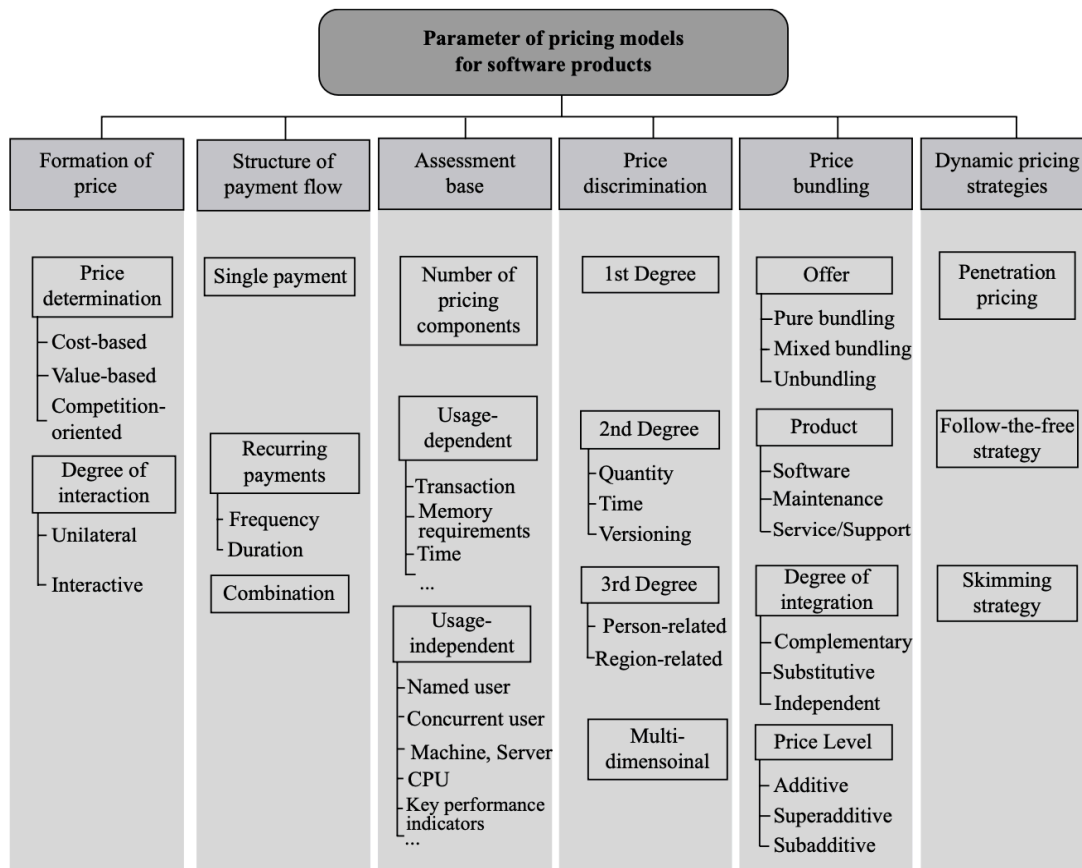 Parameter of pricing models
for software products
Formation of
price
Price
determination
Cost-based
Value-based
Competition-
oriented
Degree of
interaction
Unilateral
Interactive
Structure of
payment flow
Single payment
Recurring
payments
Frequency
Duration
Combination
Assessment
base
Number of
pricing
components
Usage-
dependent
Transaction
Memory
requirements
Time
...
Usage-
independent
Named user
Concurrent user
Machine, Server
CPU
Key performance
indicators
...
Price
discrimination
1st Degree
2nd Degree
Quantity
Time
Versioning
3rd Degree
Person-related
Region-related
Multi-
dimensoinal
Price
bundling
Offer
Pure bundling
Mixed bundling
Unbundling
Product
Software
Maintenance
Service/Support
Degree of
integration
Complementary
Substitutive
Independent
Price Level
Additive
Superadditive
Subadditive
Dynamic pricing
strategies
Penetration
pricing
Follow-the-free
strategy
Skimming
strategy